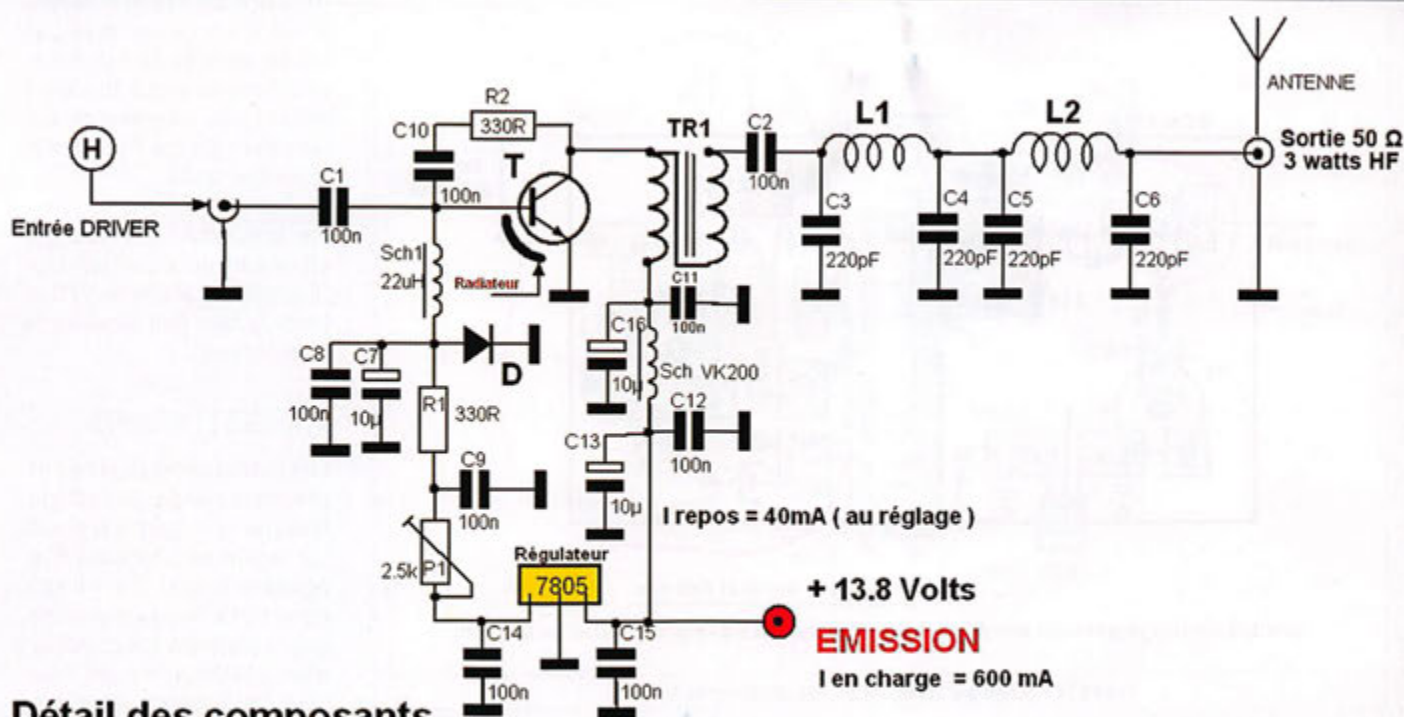 R2
330R
C10
100n
T
H
Entrée DRIVER
C1
100n
Sch1
22uH
Radiateur
TR1
C2
100n
L1
L2
ANTENNE
Sortie 50 Ω
3 watts HF
C3
220pF
C4
220pF
C5
220pF
C6
220pF
C11
100n
C16
10µ
Sch VK200
C8
100n
C7
10µ
D
R1
330R
C12
100n
C13
10µ
C9
100n
I repos = 40mA ( au réglage )
2.5k
P1
Régulateur
7805
+ 13.8 Volts
EMISSION
I en charge = 600 mA
C14
100n
C15
100n
Détail des composants